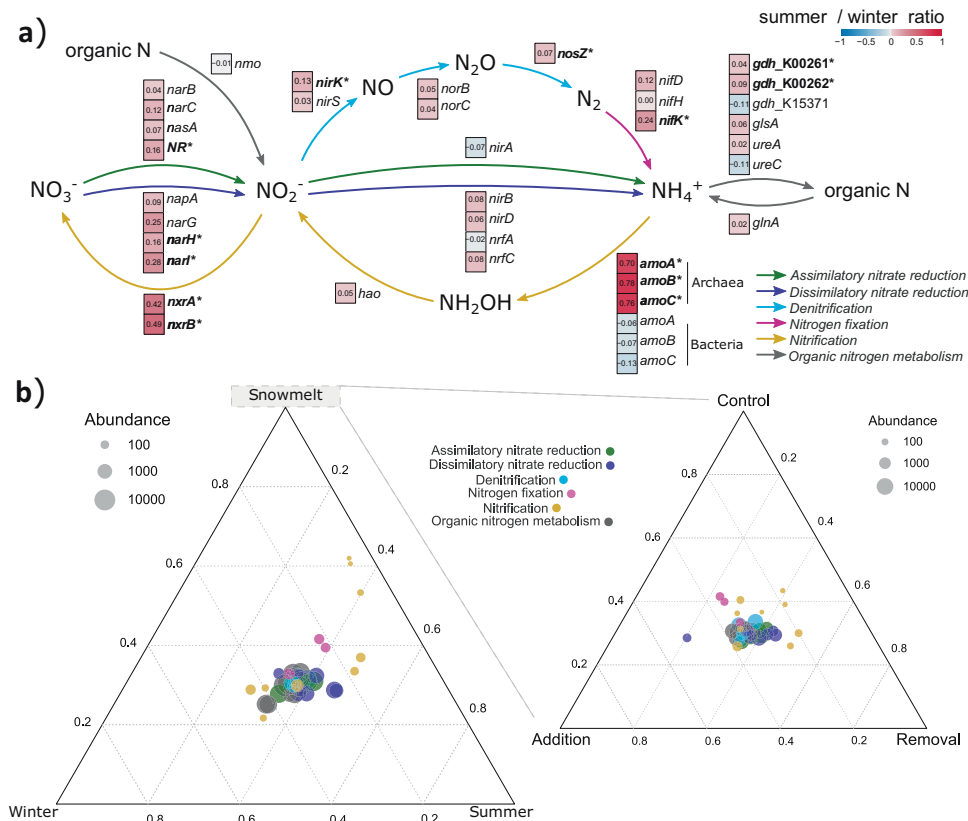 a)
summer / winter ratio
−1 −0.5 0 0.5 1
organic N
−0.01 nmo
0.04 narB
0.12 narC
0.07 nasA
0.16 NR*
0.13 nirK*
0.03 nirS
NO
N₂O
0.05 norB
0.04 norC
0.07 nosZ*
N₂
0.12 nifD
0.00 nifH
0.24 nifK*
0.04 gdh_K00261*
0.09 gdh_K00262*
−0.11 gdh_K15371
0.06 glsA
0.02 ureA
−0.11 ureC
−0.07 nirA
NO₃⁻
NO₂⁻
NH₄⁺
organic N
0.09 napA
0.25 narG
0.16 narH*
0.28 narI*
0.08 nirB
0.06 nirD
−0.02 nrfA
0.08 nrfC
0.02 glnA
0.42 nxrA*
0.49 nxrB*
0.05 hao
NH₂OH
0.70 amoA*
0.78 amoB*
0.76 amoC*
Archaea
−0.06 amoA
−0.07 amoB
−0.13 amoC
Bacteria
Assimilatory nitrate reduction
Dissimilatory nitrate reduction
Denitrification
Nitrogen fixation
Nitrification
Organic nitrogen metabolism
b)
Snowmelt
Abundance
100
1000
10000
0.8
0.6
0.4
0.2
0.2
0.4
0.6
0.8
Winter
Summer
0.8 0.6 0.4 0.2
Assimilatory nitrate reduction
Dissimilatory nitrate reduction
Denitrification
Nitrogen fixation
Nitrification
Organic nitrogen metabolism
Control
Abundance
100
1000
10000
0.8
0.6
0.4
0.2
0.2
0.4
0.6
0.8
Addition
Removal
0.8 0.6 0.4 0.2